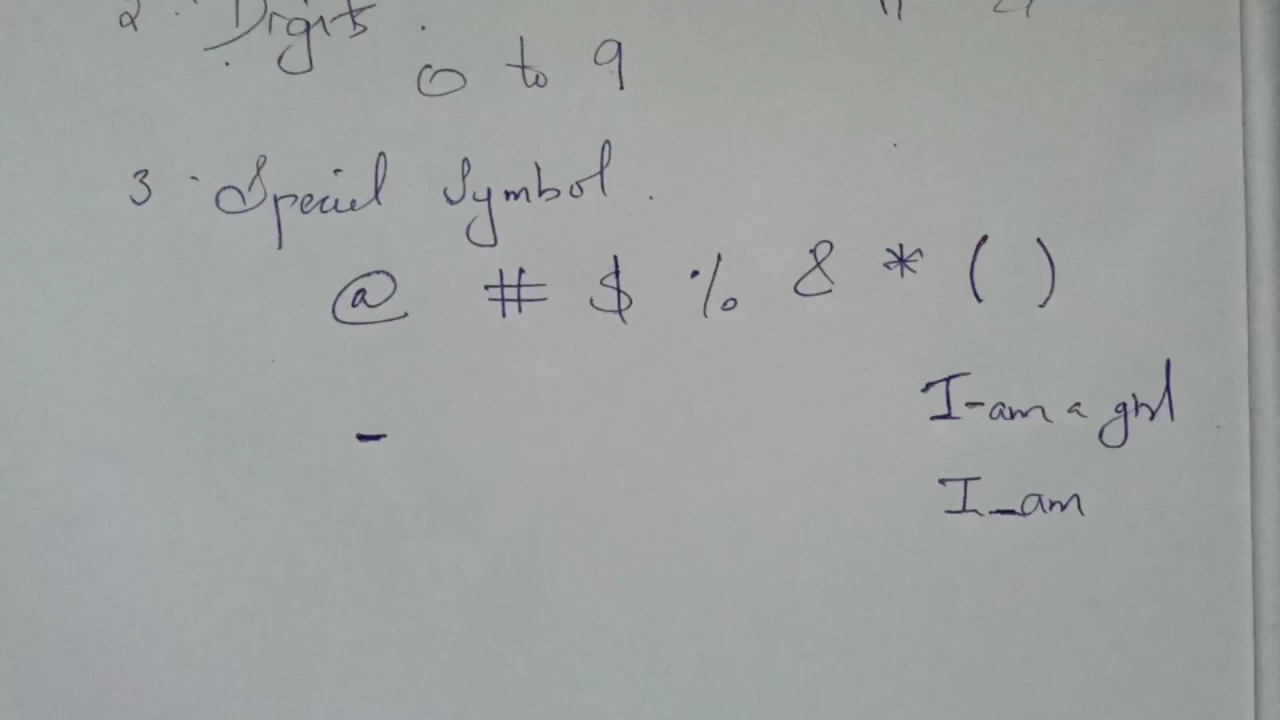 2. Digits.
0 to 9
3. Special Symbol.
@ # $ % & * ( )
-
I-am a girl
I_am